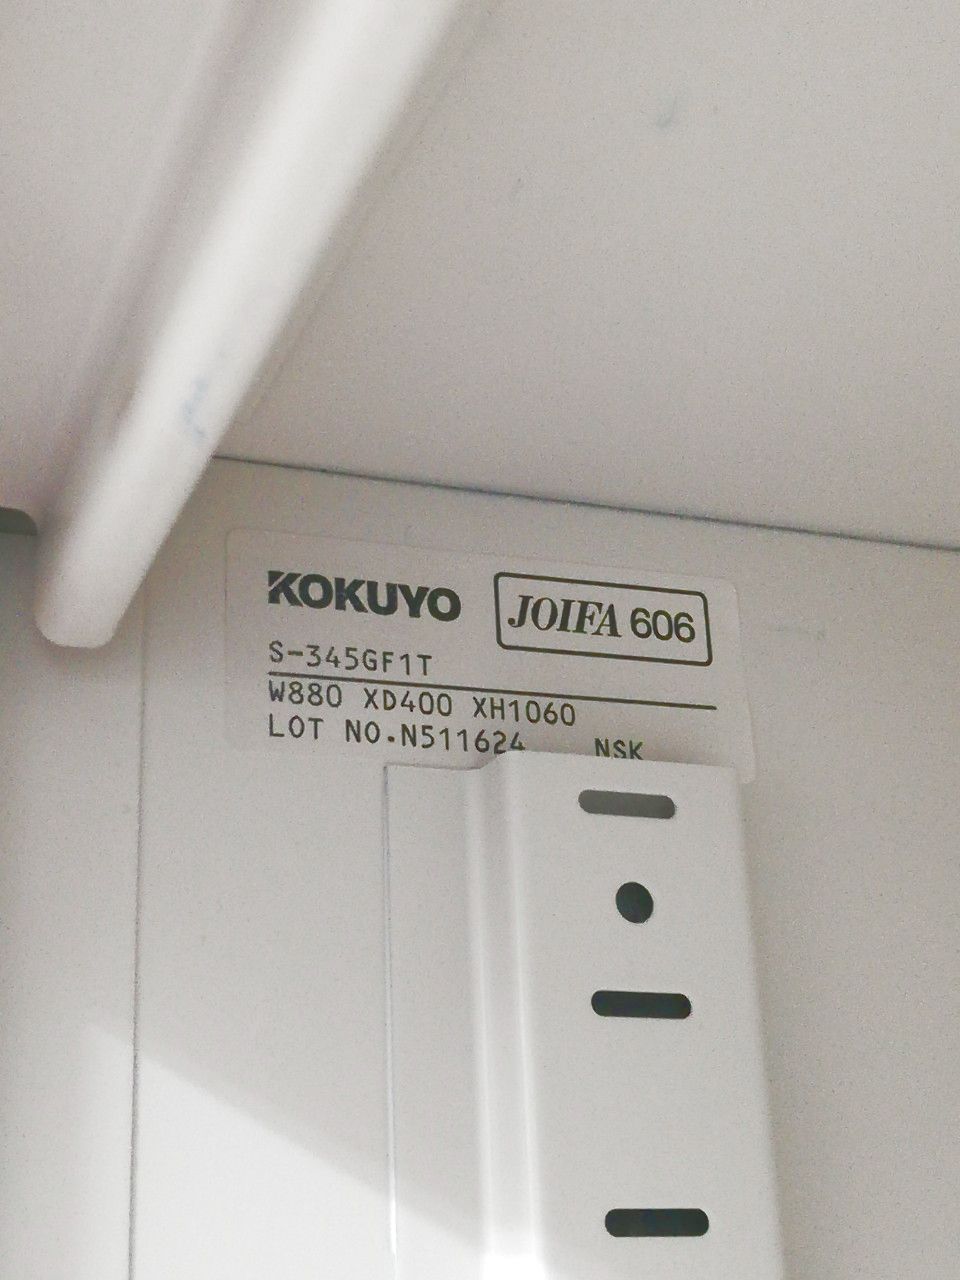 KOKUYO JOIFA 606
S-345GF1T
W880 XD400 XH1060
LOT NO.N511624 NSK